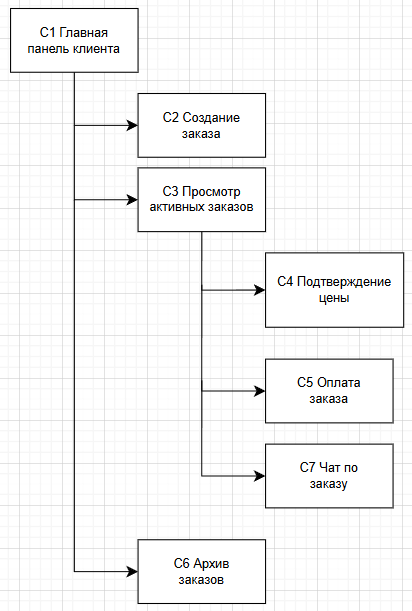 С1 Главная
панель клиента
С2 Создание
заказа
С3 Просмотр
активных заказов
С4 Подтверждение
цены
С5 Оплата
заказа
С7 Чат по
заказу
С6 Архив
заказов